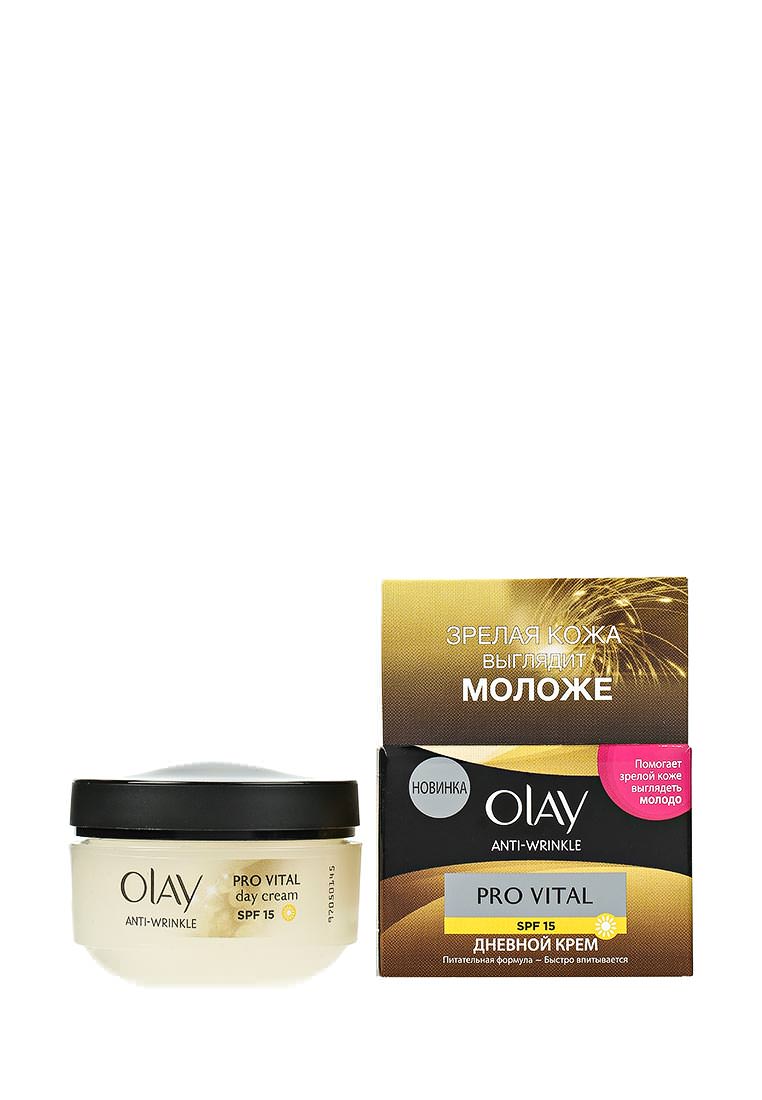 OLAY
ANTI-WRINKLE
PRO VITAL
day cream
SPF 15
97050145
ЗРЕЛАЯ КОЖА
ВЫГЛЯДИТ
МОЛОЖЕ
НОВИНКА
OLAY
ANTI-WRINKLE
Помогает
зрелой коже
выглядеть
молодо
PRO VITAL
SPF 15
ДНЕВНОЙ КРЕМ
Питательная формула – Быстро впитывается